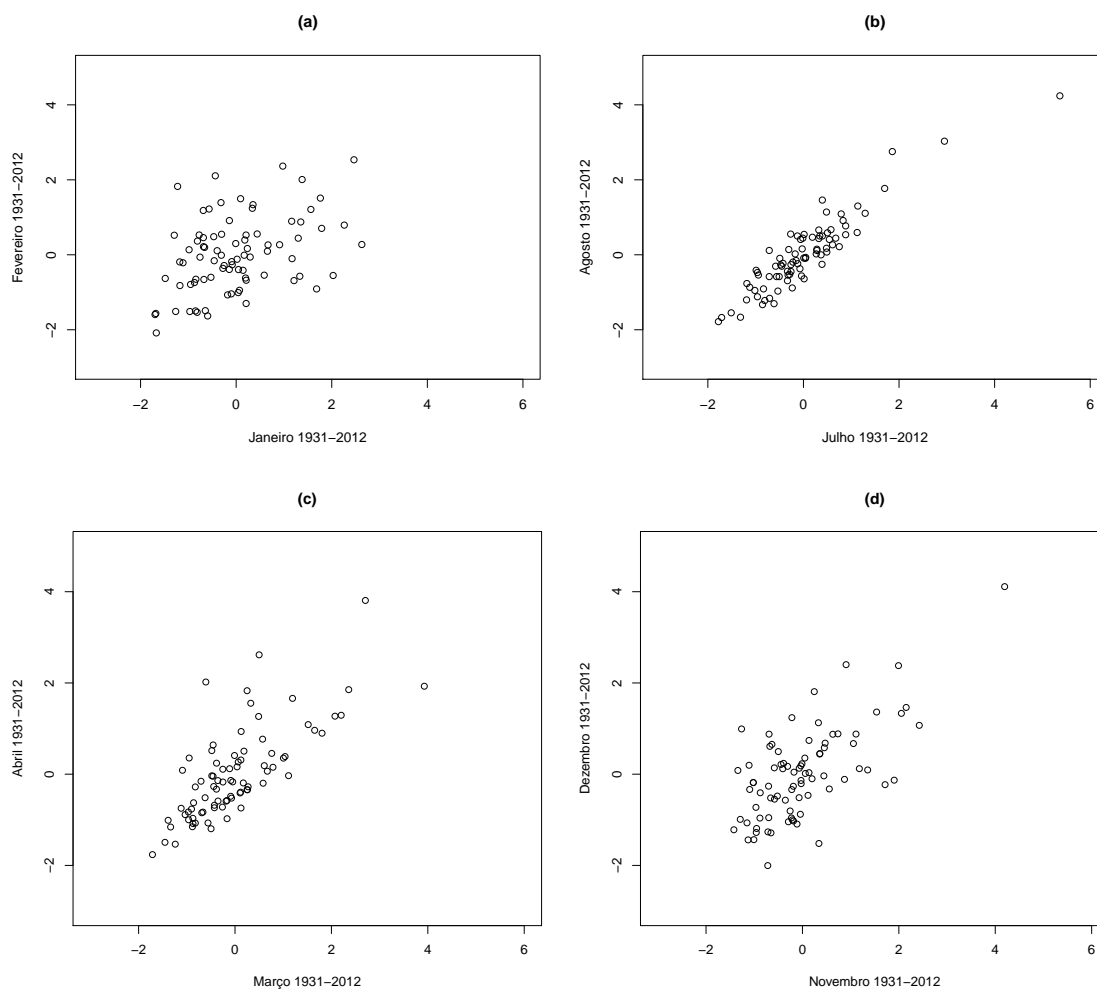 (a)
Fevereiro 1931−2012
4
2
0
−2
−2 0 2 4 6
Janeiro 1931−2012
(b)
Agosto 1931−2012
4
2
0
−2
−2 0 2 4 6
Julho 1931−2012
(c)
Abril 1931−2012
4
2
0
−2
−2 0 2 4 6
Março 1931−2012
(d)
Dezembro 1931−2012
4
2
0
−2
−2 0 2 4 6
Novembro 1931−2012